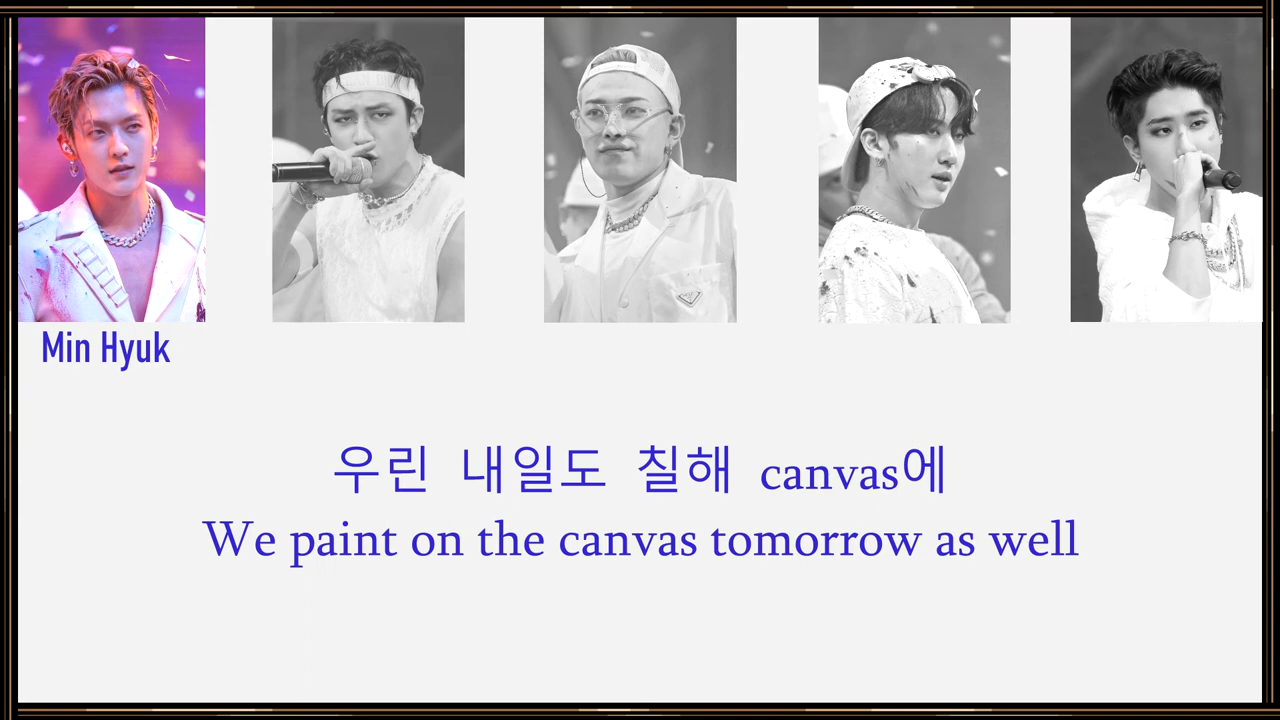 Min Hyuk
우린 내일도 칠해 canvas에
We paint on the canvas tomorrow as well